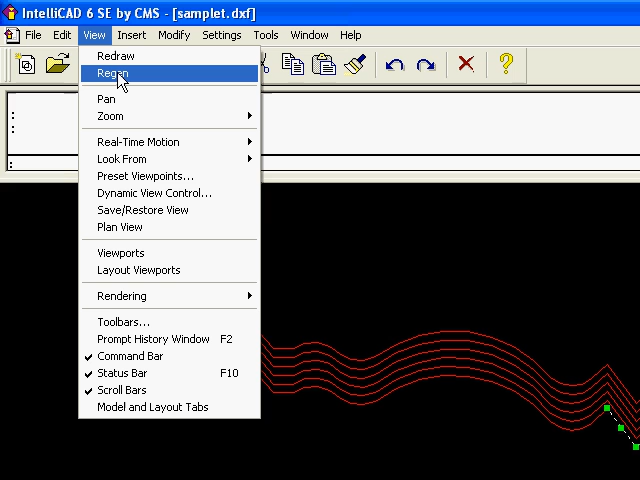 IntelliCAD 6 SE by CMS - [samplet.dxf]
File Edit View Insert Modify Settings Tools Window Help
Redraw
Regen
Pan
Zoom
Real-Time Motion
Look From
Preset Viewpoints...
Dynamic View Control...
Save/Restore View
Plan View
Viewports
Layout Viewports
Rendering
Toolbars...
Prompt History Window F2
Command Bar
Status Bar F10
Scroll Bars
Model and Layout Tabs
:
:
: